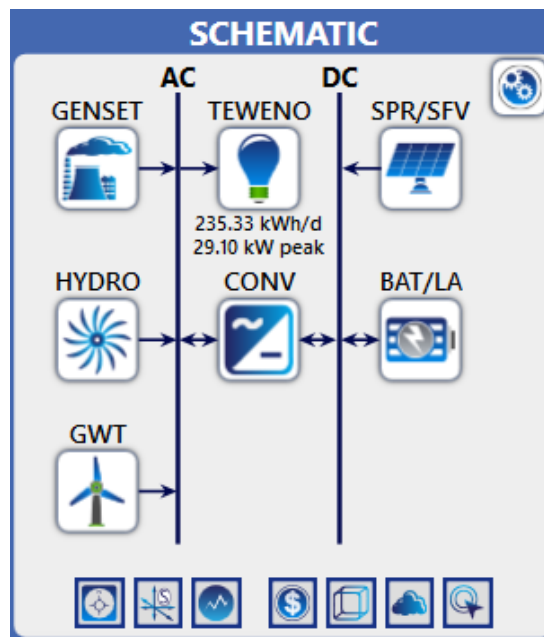 SCHEMATIC
AC DC
GENSET TEWENO SPR/SFV
235.33 kWh/d
29.10 kW peak
HYDRO CONV BAT/LA
GWT